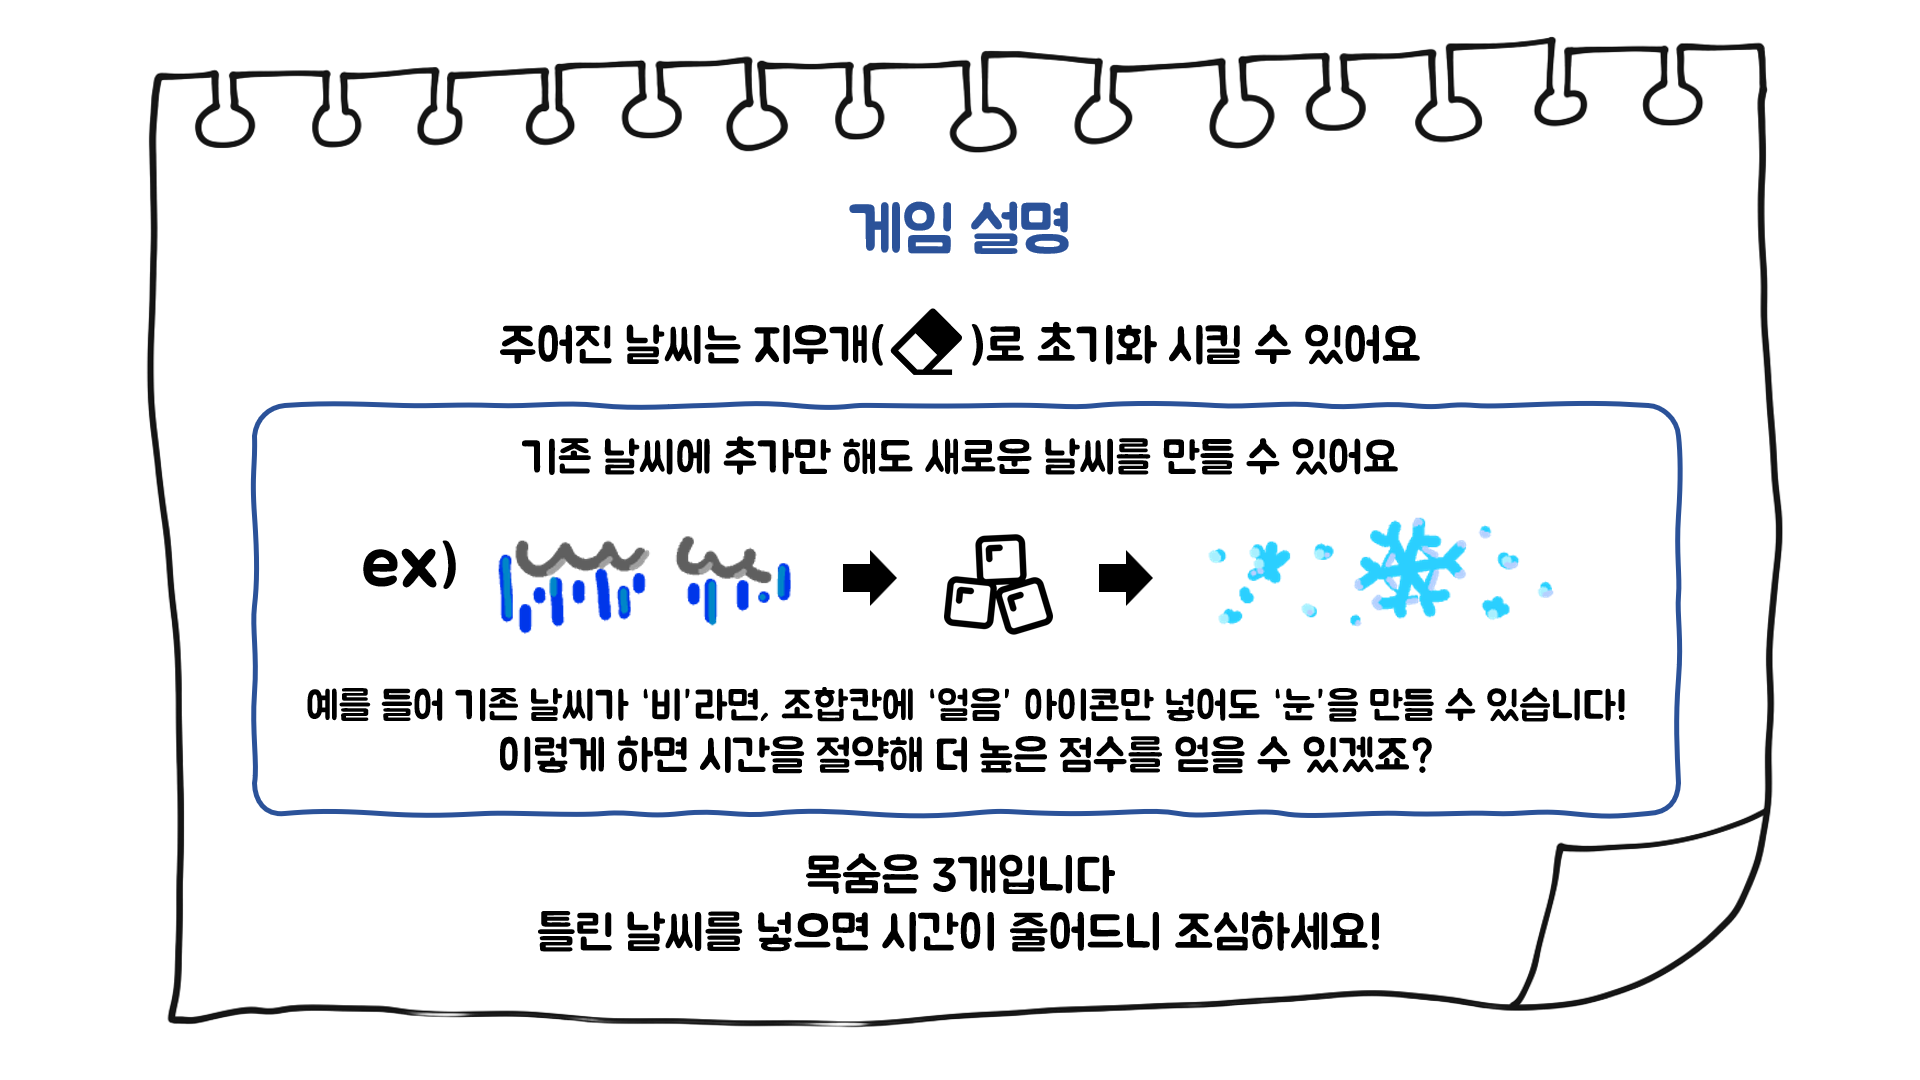 게임 설명
주어진 날씨는 지우개( )로 초기화 시킬 수 있어요
기존 날씨에 추가만 해도 새로운 날씨를 만들 수 있어요
ex)
예를 들어 기존 날씨가 ‘비’라면, 조합칸에 ‘얼음’ 아이콘만 넣어도 ‘눈’을 만들 수 있습니다!
이렇게 하면 시간을 절약해 더 높은 점수를 얻을 수 있겠죠?
목숨은 3개입니다
틀린 날씨를 넣으면 시간이 줄어드니 조심하세요!